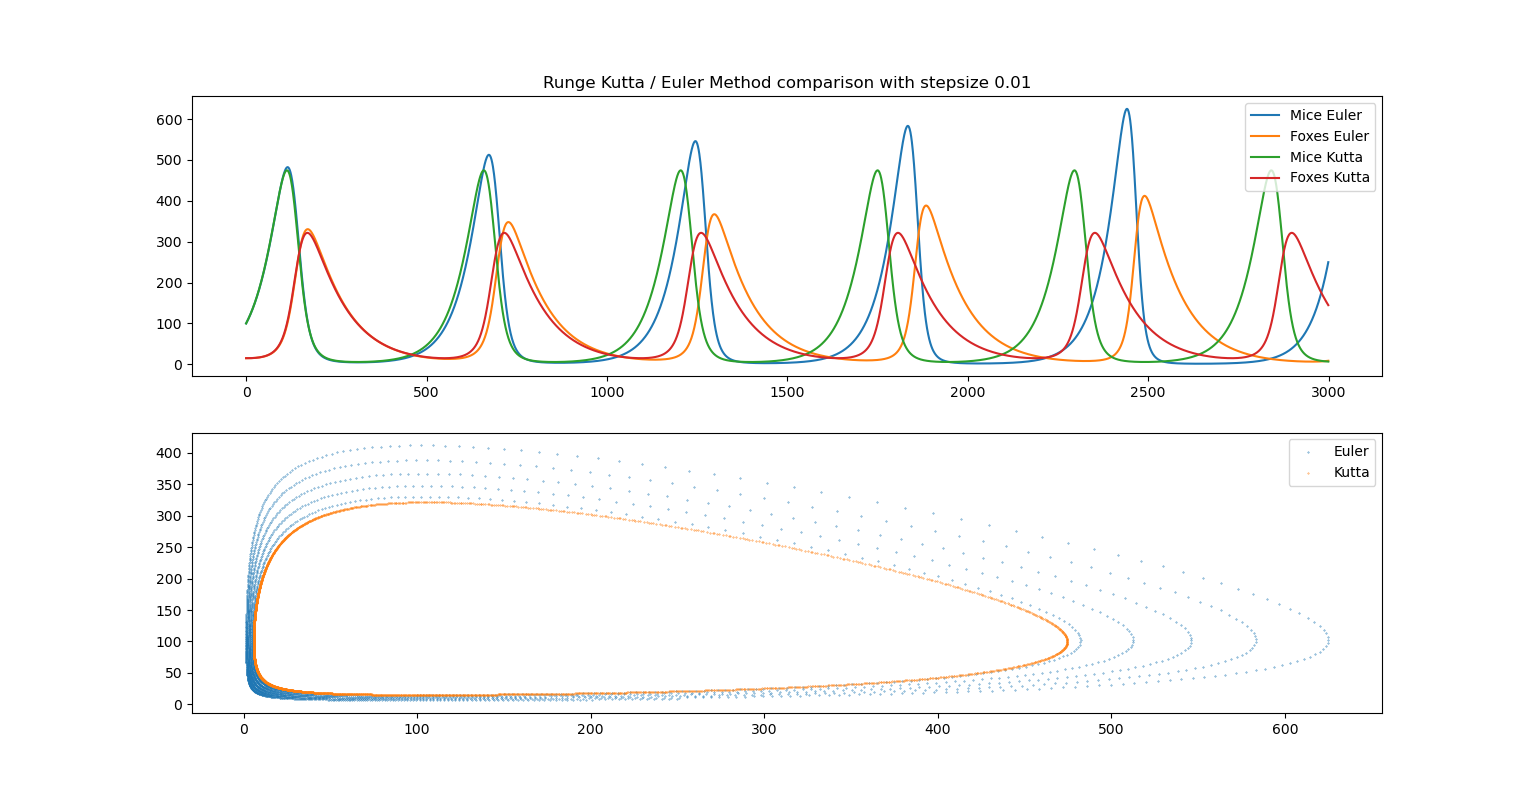 Runge Kutta / Euler Method comparison with stepsize 0.01
600
500
400
300
200
100
0
Mice Euler
Foxes Euler
Mice Kutta
Foxes Kutta
0 500 1000 1500 2000 2500 3000
400
350
300
250
200
150
100
50
0
Euler
Kutta
0 100 200 300 400 500 600